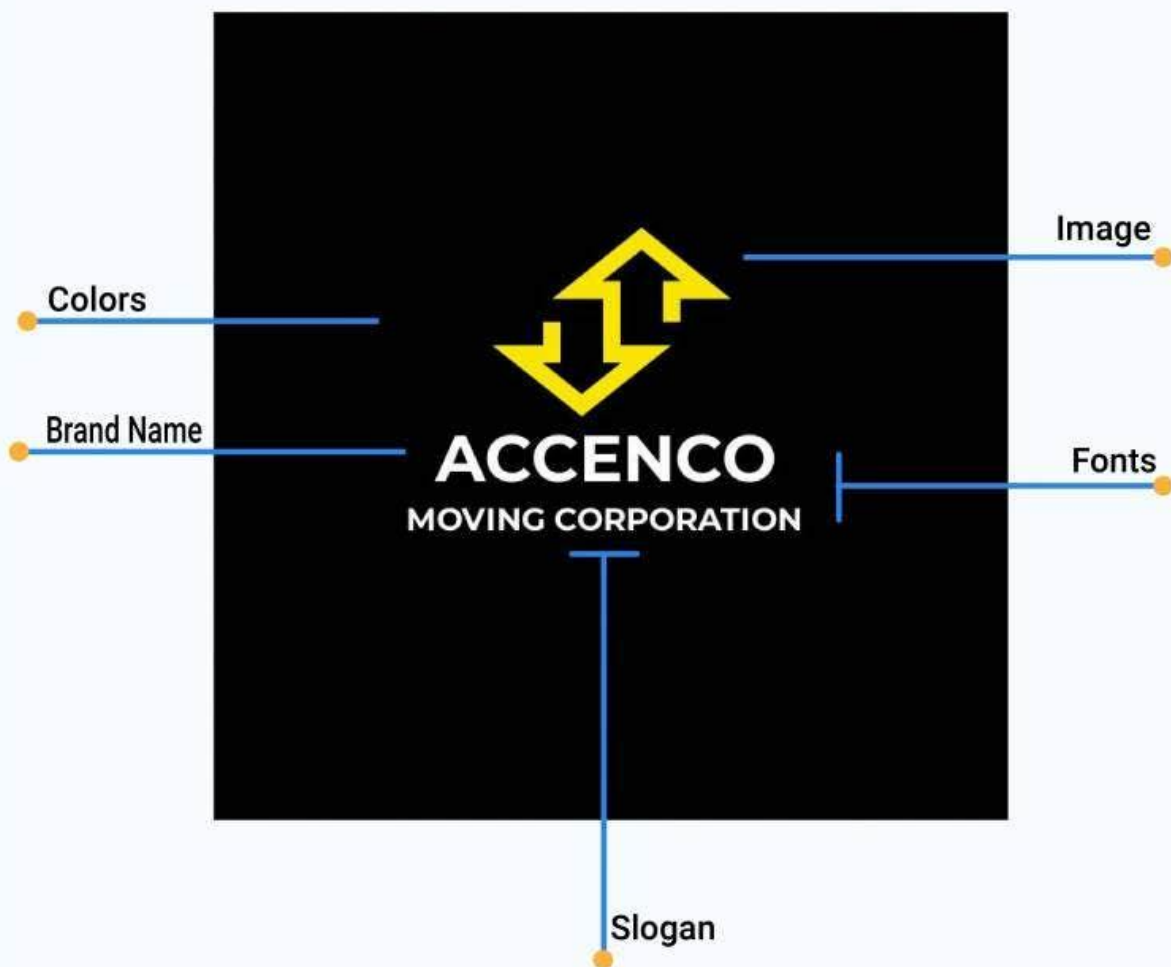 Image
Colors
Brand Name
ACCENCO
Fonts
MOVING CORPORATION
Slogan